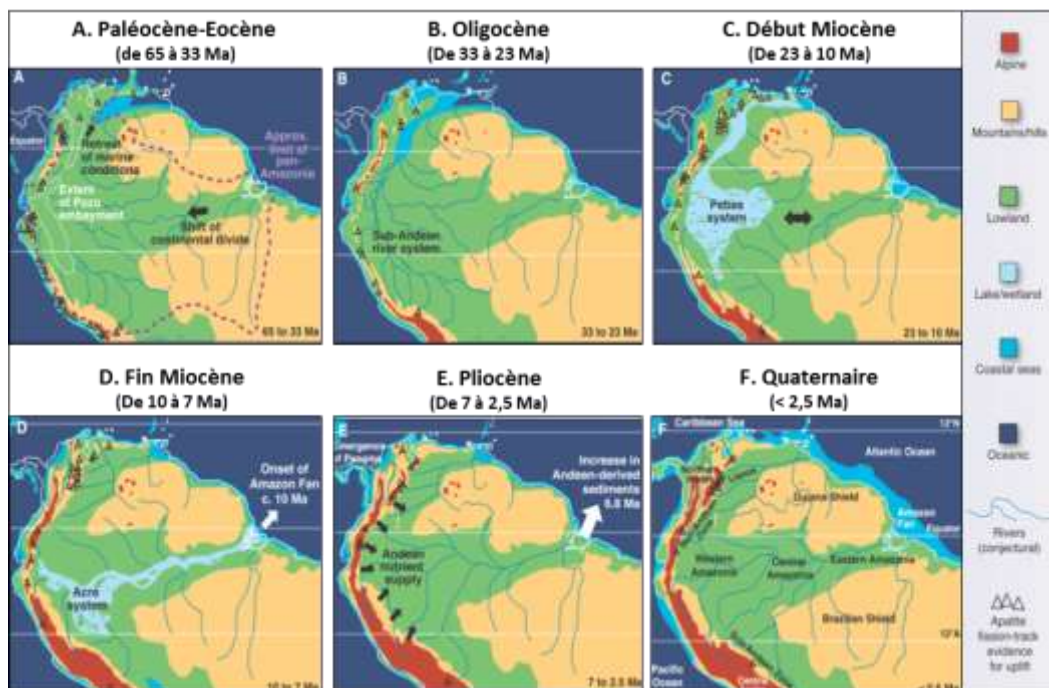 A. Paléocène-Eocène
(de 65 à 33 Ma)
A
Equator
Retreat
of marine
conditions
Approx.
limit of
pan-
Amazonia
Extent
of Pozo
embayment
Shift of
continental divide
65 to 33 Ma
B. Oligocène
(De 33 à 23 Ma)
B
Sub-Andean
river system
33 to 23 Ma
C. Début Miocène
(De 23 à 10 Ma)
C
Pebas
system
23 to 10 Ma
D. Fin Miocène
(De 10 à 7 Ma)
D
Onset of
Amazon Fan
c. 10 Ma
Acre
system
10 to 7 Ma
E. Pliocène
(De 7 à 2,5 Ma)
E
Emergence
of Panama
Increase in
Andean-derived
sediments
6.8 Ma
Andean
nutrient
supply
7 to 2.5 Ma
F. Quaternaire
(< 2,5 Ma)
F
Caribbean Sea
12°N
Atlantic Ocean
Guiana Shield
Amazon
Fan
Equator
Western
Amazonia
Central
Amazonia
Eastern Amazonia
Brazilian Shield
Pacific
Ocean
Central
Alpine
Mountains/hills
Lowland
Lake/wetland
Coastal seas
Oceanic
Rivers
(conjectural)
Apatite
fission-track
evidence
for uplift